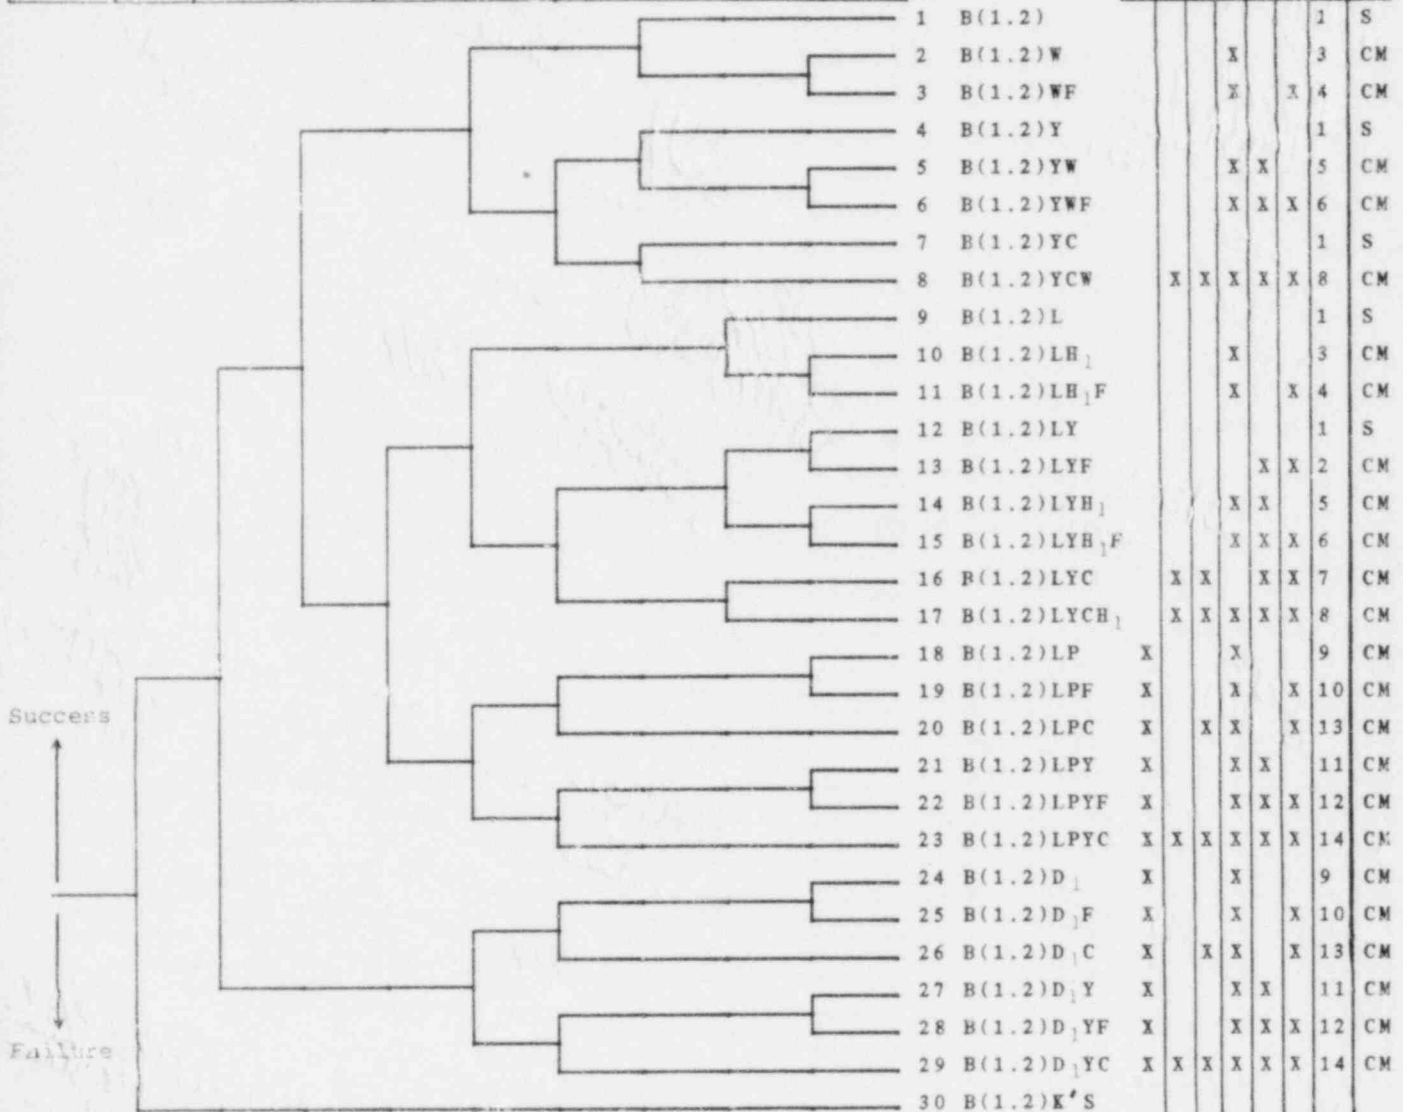 1 B(1.2) 1 S
2 B(1.2)W X 3 CM
3 B(1.2)WF X X 4 CM
4 B(1.2)Y 1 S
5 B(1.2)YW X X 5 CM
6 B(1.2)YWF X X X 6 CM
7 B(1.2)YC 1 S
8 B(1.2)YCW X X X X X 8 CM
9 B(1.2)L 1 S
10 B(1.2)LH₁ X 3 CM
11 B(1.2)LH₁F X X 4 CM
12 B(1.2)LY 1 S
13 B(1.2)LYF X X 2 CM
14 B(1.2)LYH₁ X X 5 CM
15 B(1.2)LYH₁F X X X 6 CM
16 B(1.2)LYC X X X X 7 CM
17 B(1.2)LYCH₁ X X X X X 8 CM
18 B(1.2)LP X X 9 CM
19 B(1.2)LPF X X X 10 CM
Success
20 B(1.2)LPC X X X X 13 CM
21 B(1.2)LPY X X X 11 CM
22 B(1.2)LPYF X X X X 12 CM
23 B(1.2)LPYC X X X X X X 14 CM
24 B(1.2)D₁ X X 9 CM
25 B(1.2)D₁F X X X 10 CM
26 B(1.2)D₁C X X X X 13 CM
27 B(1.2)D₁Y X X X 11 CM
28 B(1.2)D₁YF X X X X 12 CM
Failure
29 B(1.2)D₁YC X X X X X X 14 CM
30 B(1.2)K'S